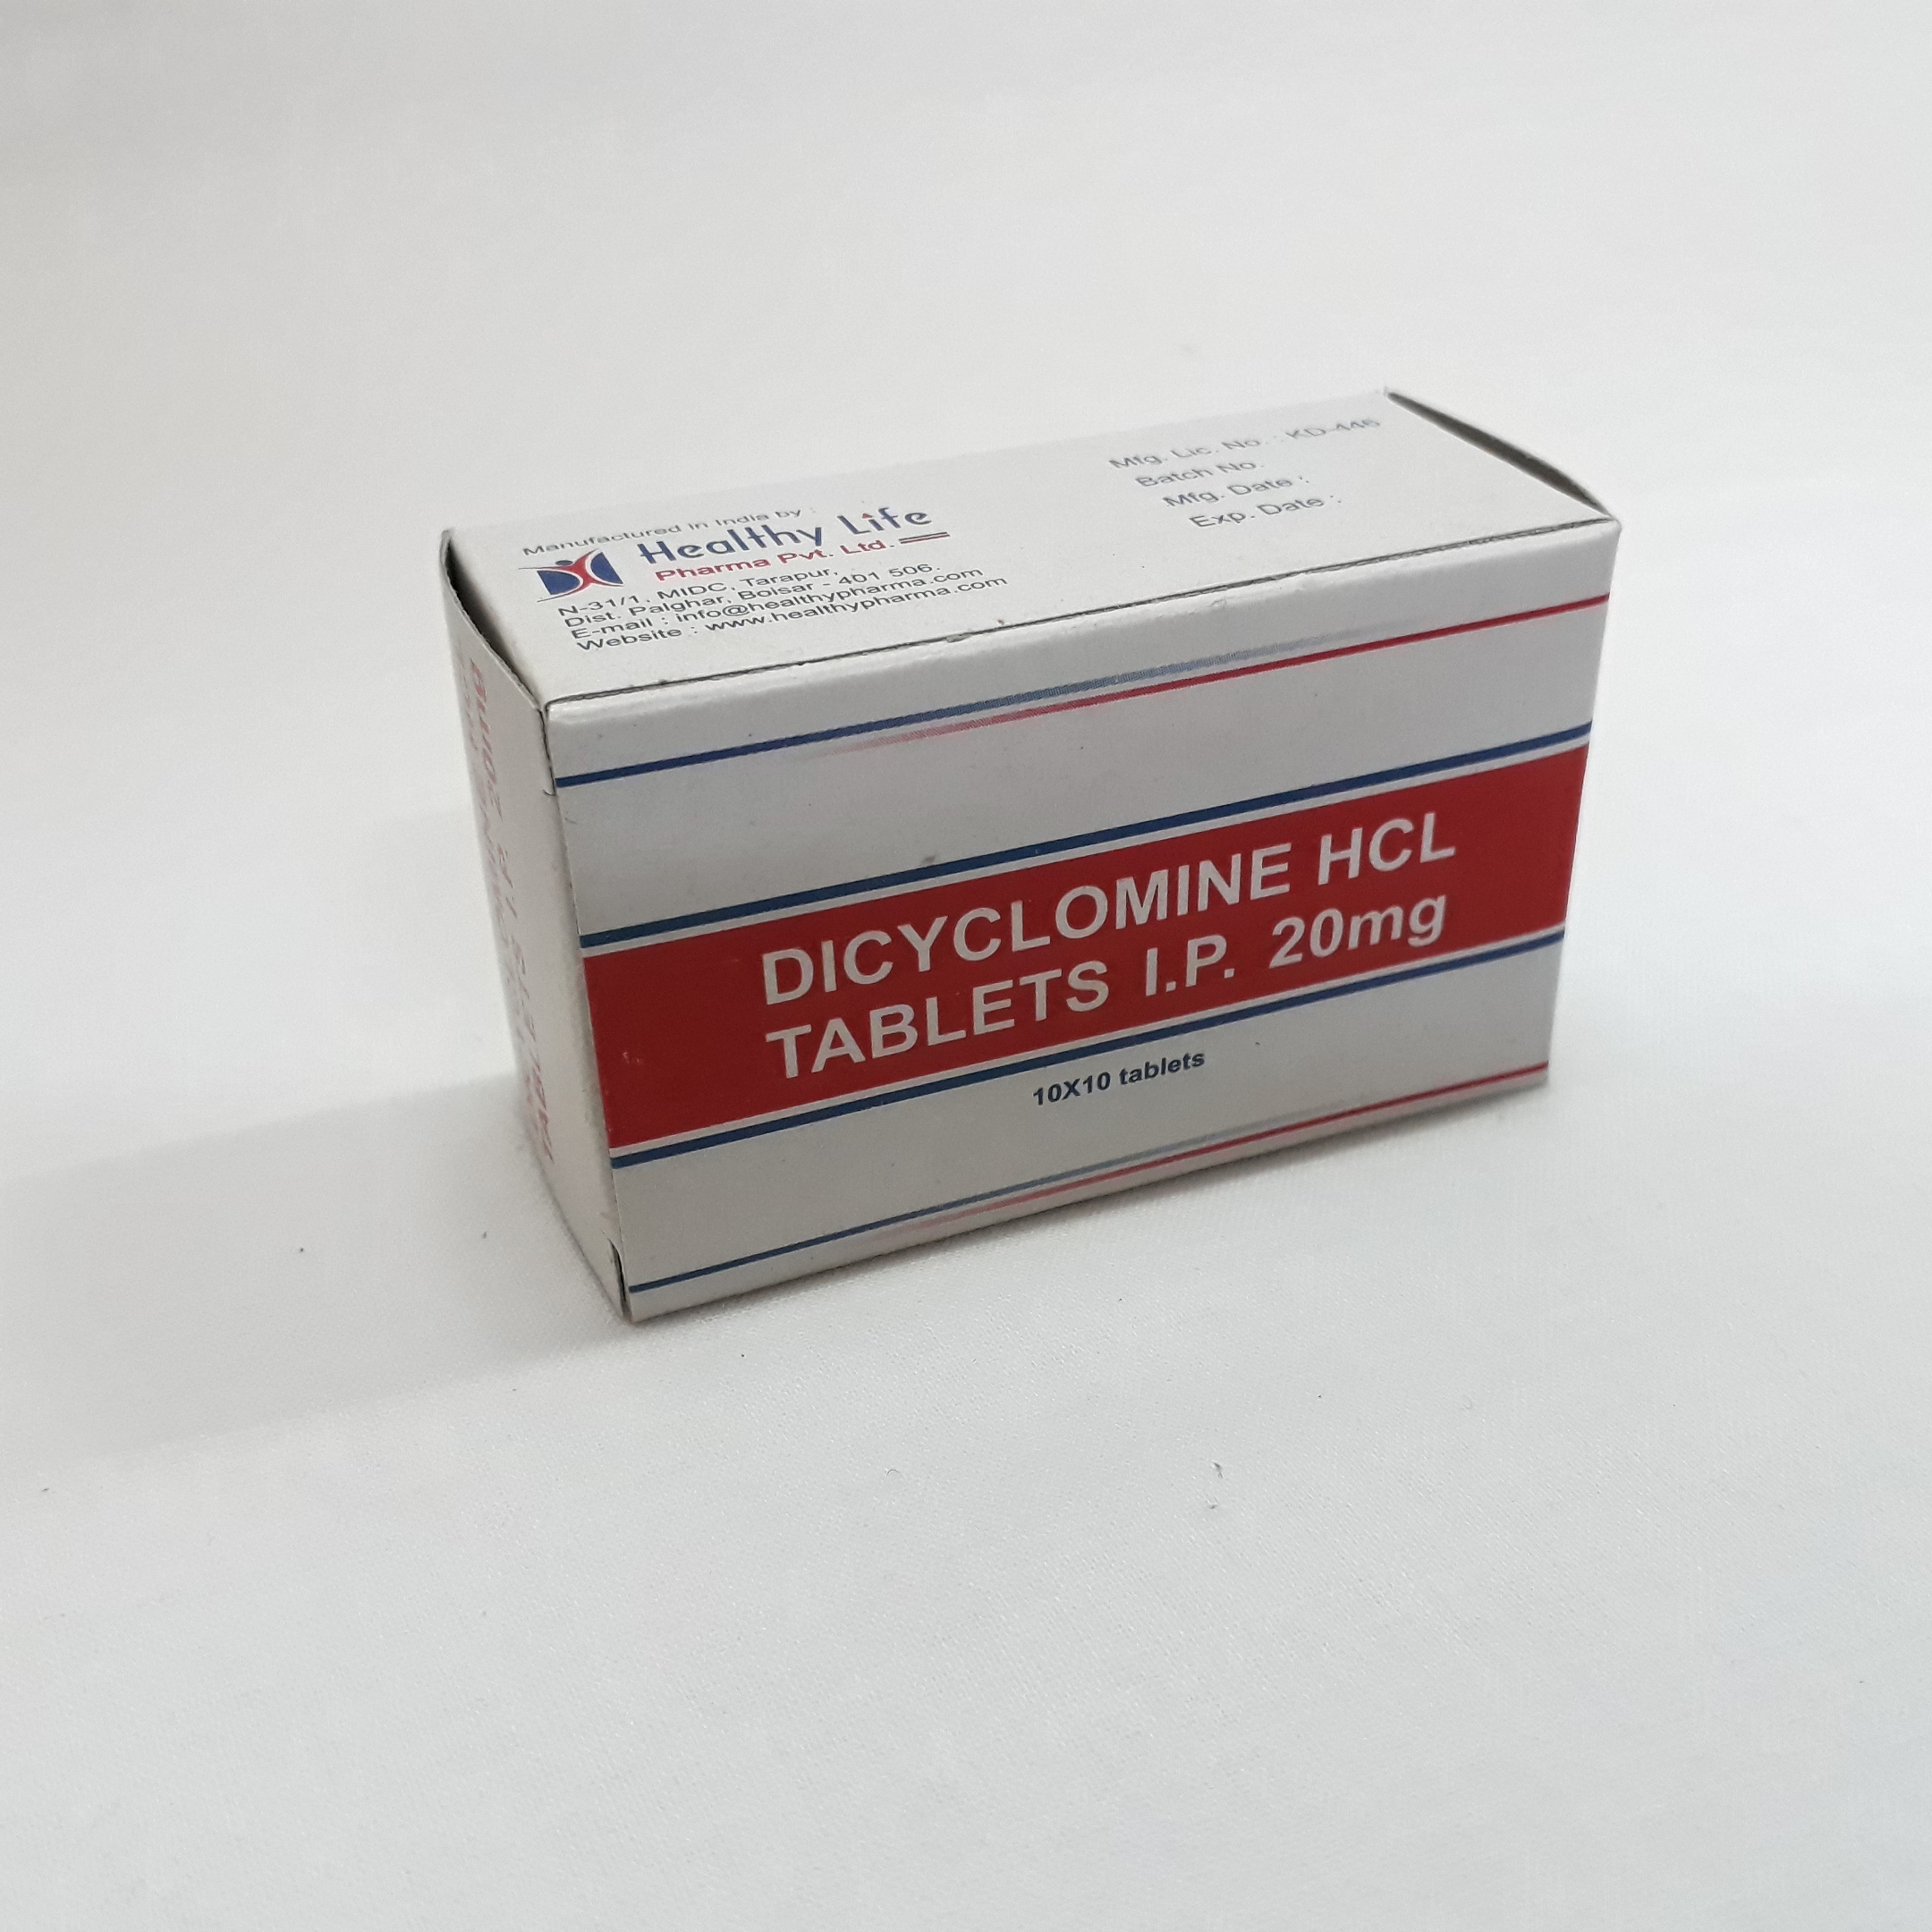 Manufactured in India by :
Healthy Life
Pharma Pvt. Ltd.
N-31/1, MIDC, Tarapur,
Dist. Palghar, Boisar - 401 506.
E-mail : info@healthypharma.com
Website : www.healthypharma.com
Mfg. Lic. No. : KD-446
Batch No.
Mfg. Date :
Exp. Date :
DICYCLOMINE HCL
TABLETS I.P. 20mg
10X10 tablets
TABLETS I.P. 20mg